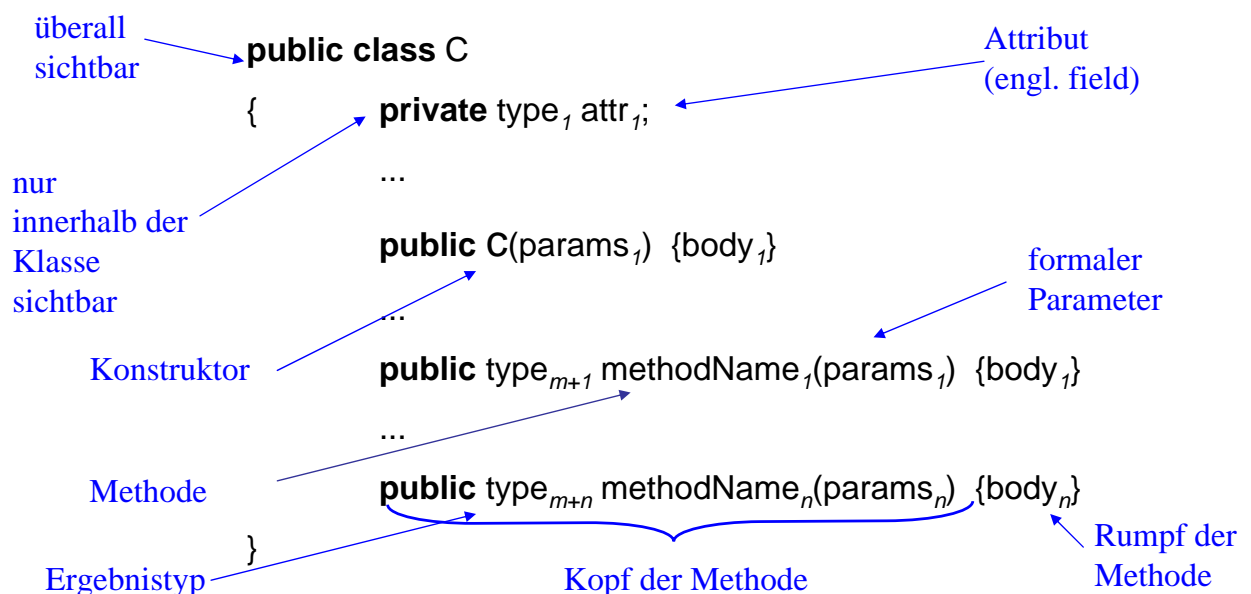 überall
sichtbar
public class C
Attribut
(engl. field)
{ private type1 attr1;
...
nur
innerhalb der
Klasse
sichtbar
public C(params1) {body1}
...
formaler
Parameter
Konstruktor
public typem+1 methodName1(params1) {body1}
...
Methode
public typem+n methodNamen(paramsn) {bodyn}
}
Rumpf der
Methode
Ergebnistyp
Kopf der Methode